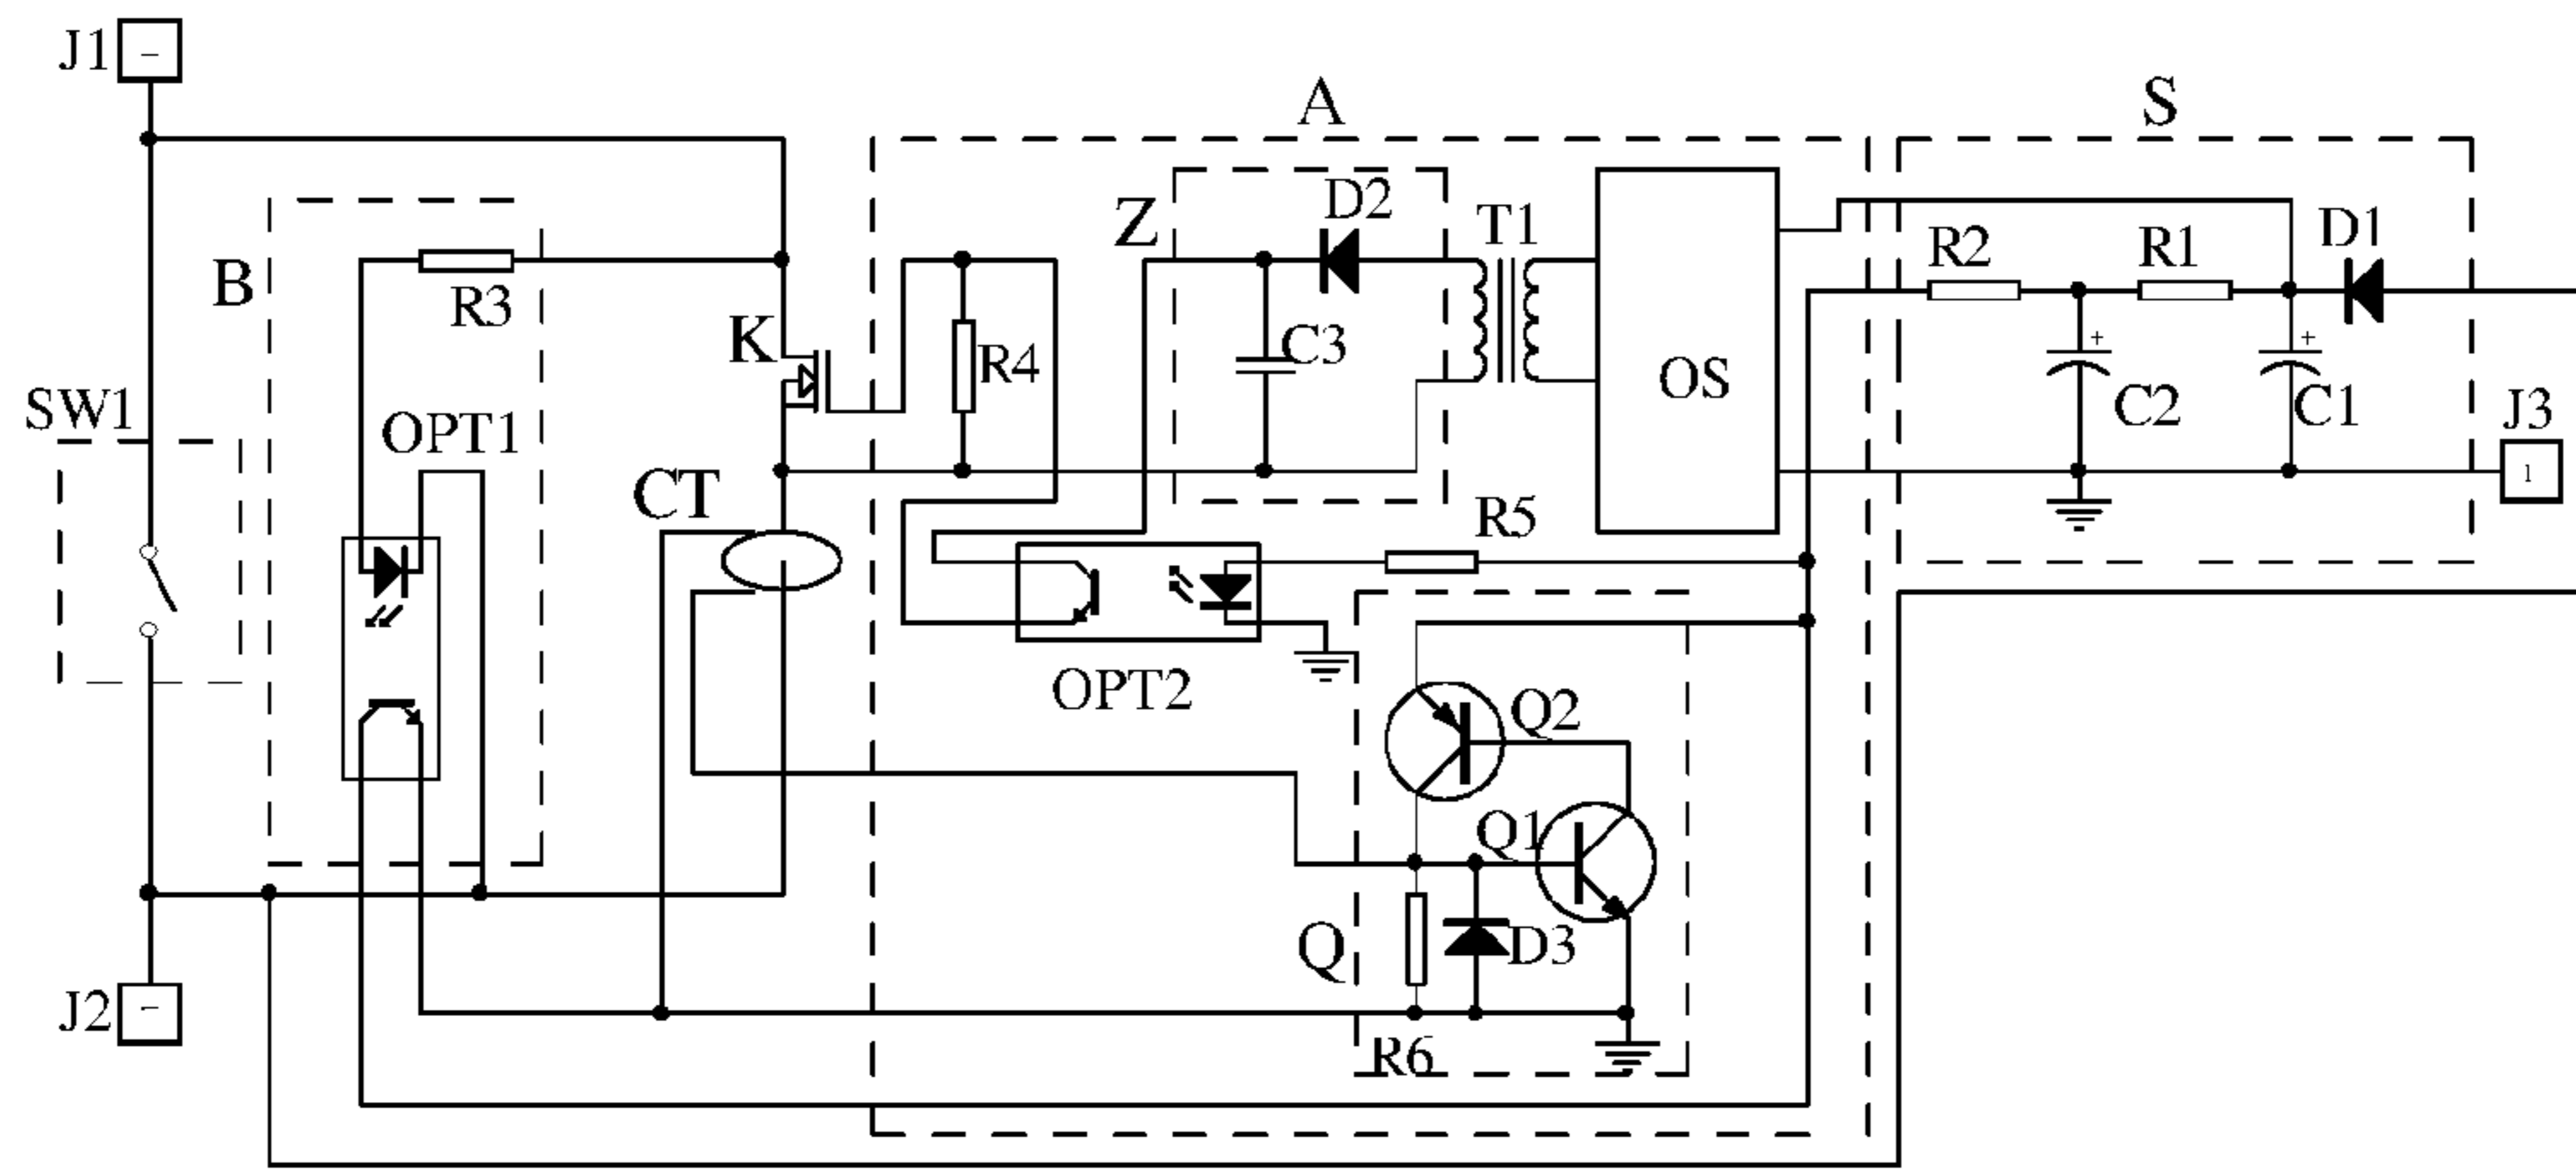 J1
A
S
D2
Z
T1
R2
R1
D1
B
R3
K
R4
C3
OS
+
+
SW1
OPT1
C2
C1
J3
1
CT
R5
OPT2
Q2
Q1
Q
D3
J2
R6